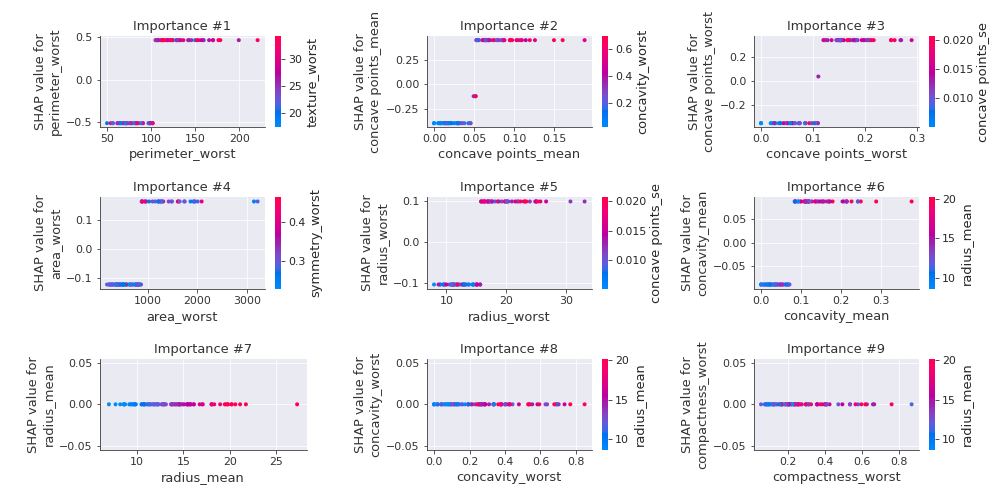 Importance #1
SHAP value for
perimeter_worst
0.5
0.0
−0.5
50
100
150
200
perimeter_worst
30
25
20
texture_worst
Importance #2
SHAP value for
concave points_mean
0.25
0.00
−0.25
0.00
0.05
0.10
0.15
concave points_mean
0.6
0.4
0.2
concavity_worst
Importance #3
SHAP value for
concave points_worst
0.2
0.0
−0.2
0.0
0.1
0.2
0.3
concave points_worst
0.020
0.015
0.010
concave points_se
Importance #4
SHAP value for
area_worst
0.1
0.0
−0.1
1000
2000
3000
area_worst
0.4
0.3
symmetry_worst
Importance #5
SHAP value for
radius_worst
0.1
0.0
−0.1
10
20
30
radius_worst
0.020
0.015
0.010
concave points_se
Importance #6
SHAP value for
concavity_mean
0.05
0.00
−0.05
0.0
0.1
0.3
concavity_mean
20
15
10
radius_mean
Importance #7
SHAP value for
radius_mean
0.05
0.00
−0.05
10
15
20
25
radius_mean
Importance #8
SHAP value for
concavity_worst
0.05
0.00
−0.05
0.0
0.2
0.4
0.6
0.8
concavity_worst
20
15
10
radius_mean
Importance #9
SHAP value for
compactness_worst
0.05
0.00
−0.05
0.2
0.4
0.6
0.8
compactness_worst
20
15
10
radius_mean